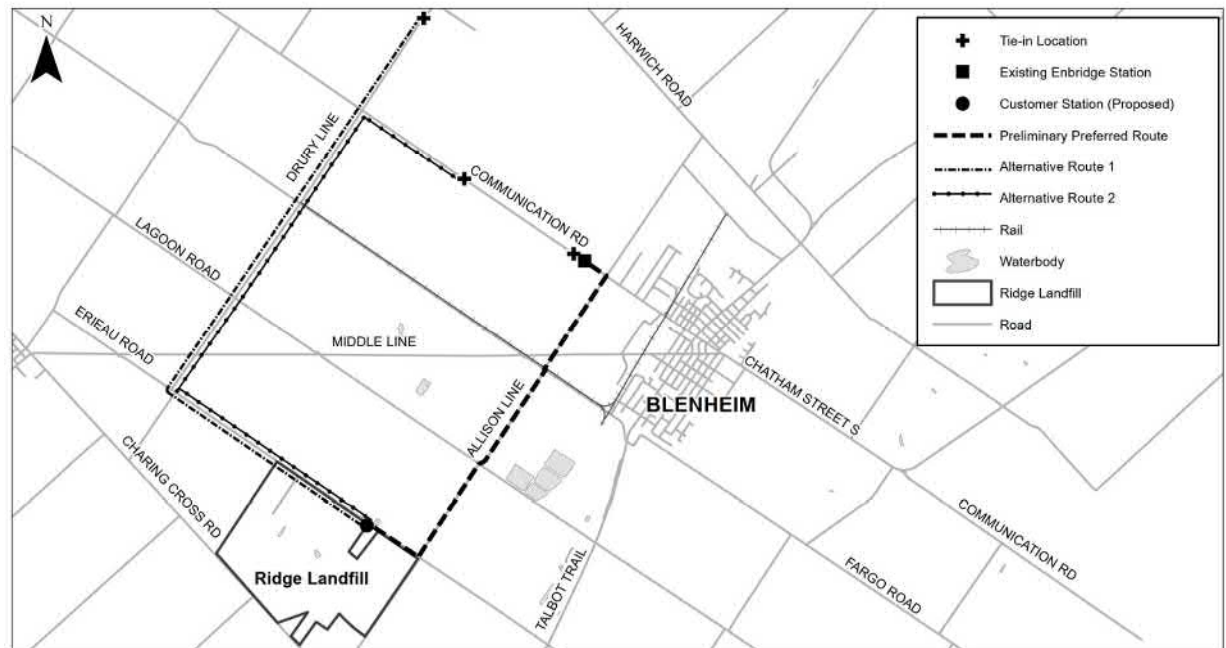 N
HARWICH ROAD
DRURY LINE
COMMUNICATION RD
LAGOON ROAD
ERIEAU ROAD
MIDDLE LINE
ALLISON LINE
BLENHEIM
CHATHAM STREET S
CHARING CROSS RD
Ridge Landfill
TALBOT TRAIL
FARGO ROAD
COMMUNICATION RD
Tie-in Location
Existing Enbridge Station
Customer Station (Proposed)
Preliminary Preferred Route
Alternative Route 1
Alternative Route 2
Rail
Waterbody
Ridge Landfill
Road